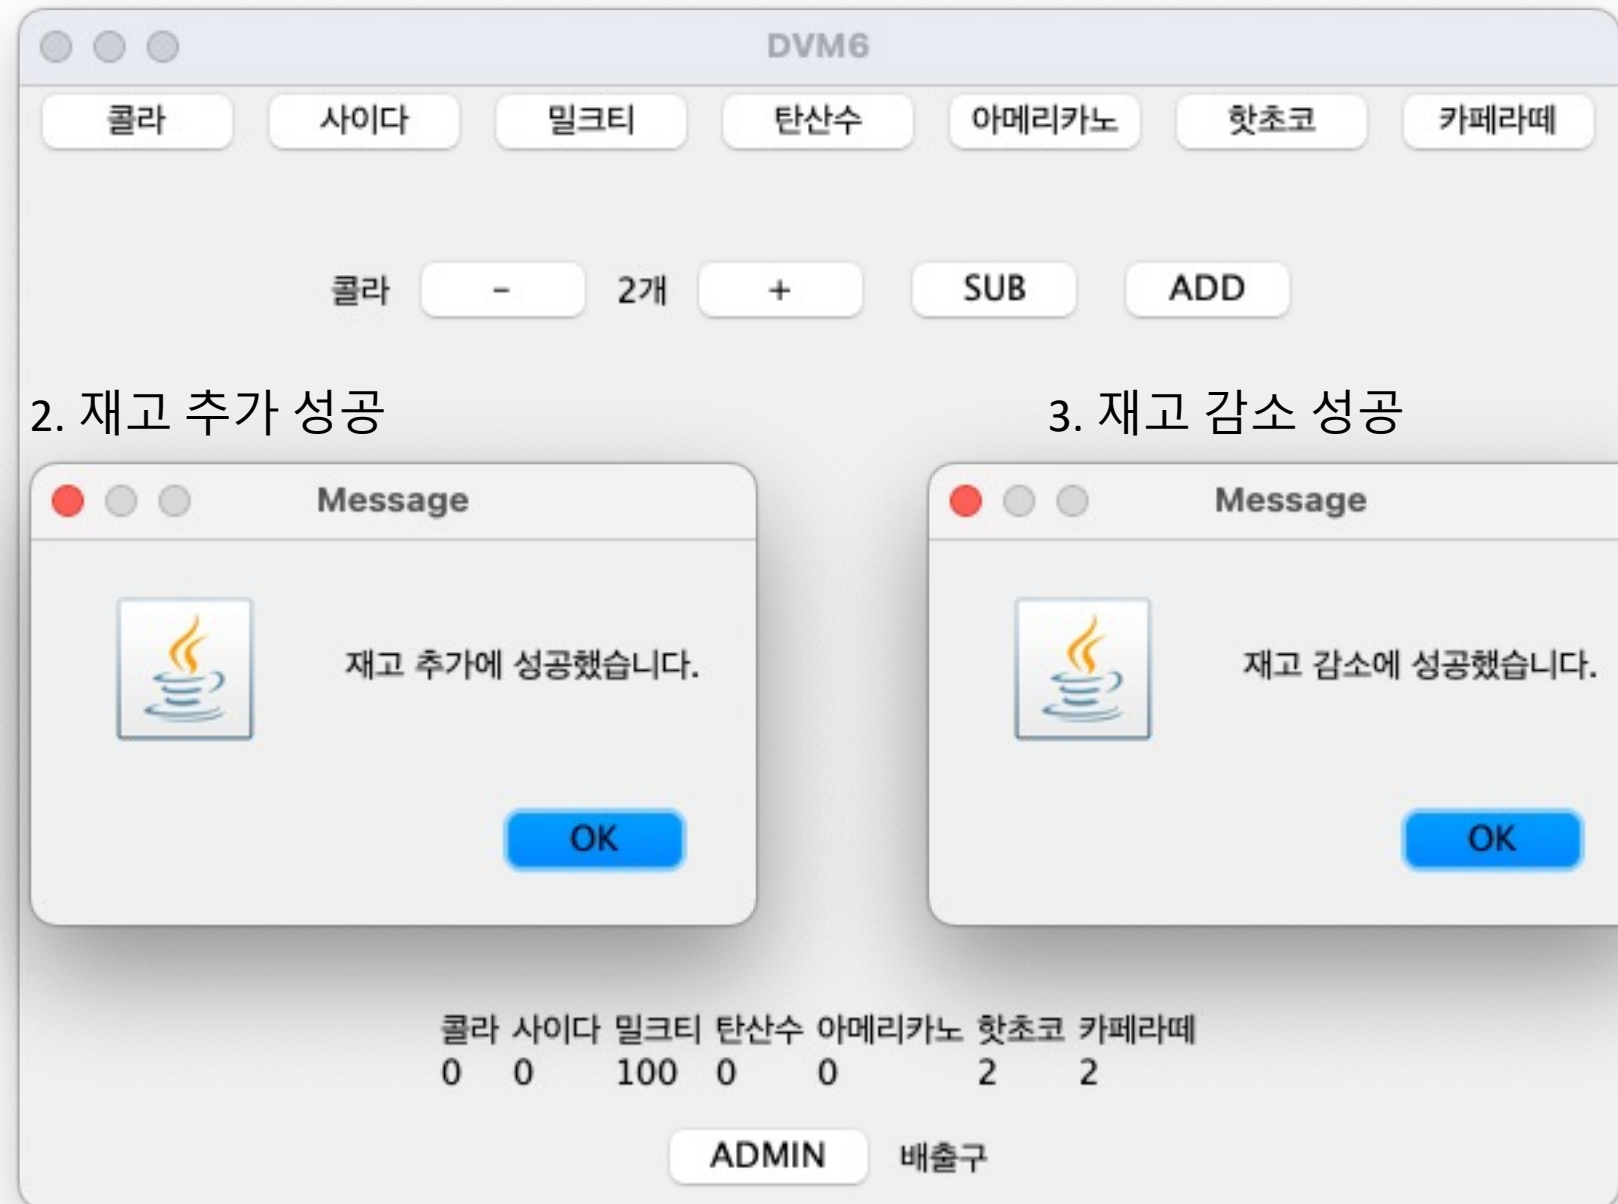 DVM6
콜라 사이다 밀크티 탄산수 아메리카노 핫초코 카페라떼
콜라 - 2개 + SUB ADD
2. 재고 추가 성공
3. 재고 감소 성공
Message
재고 추가에 성공했습니다.
OK
Message
재고 감소에 성공했습니다.
OK
콜라 사이다 밀크티 탄산수 아메리카노 핫초코 카페라떼
0 0 100 0 0 2 2
ADMIN 배출구